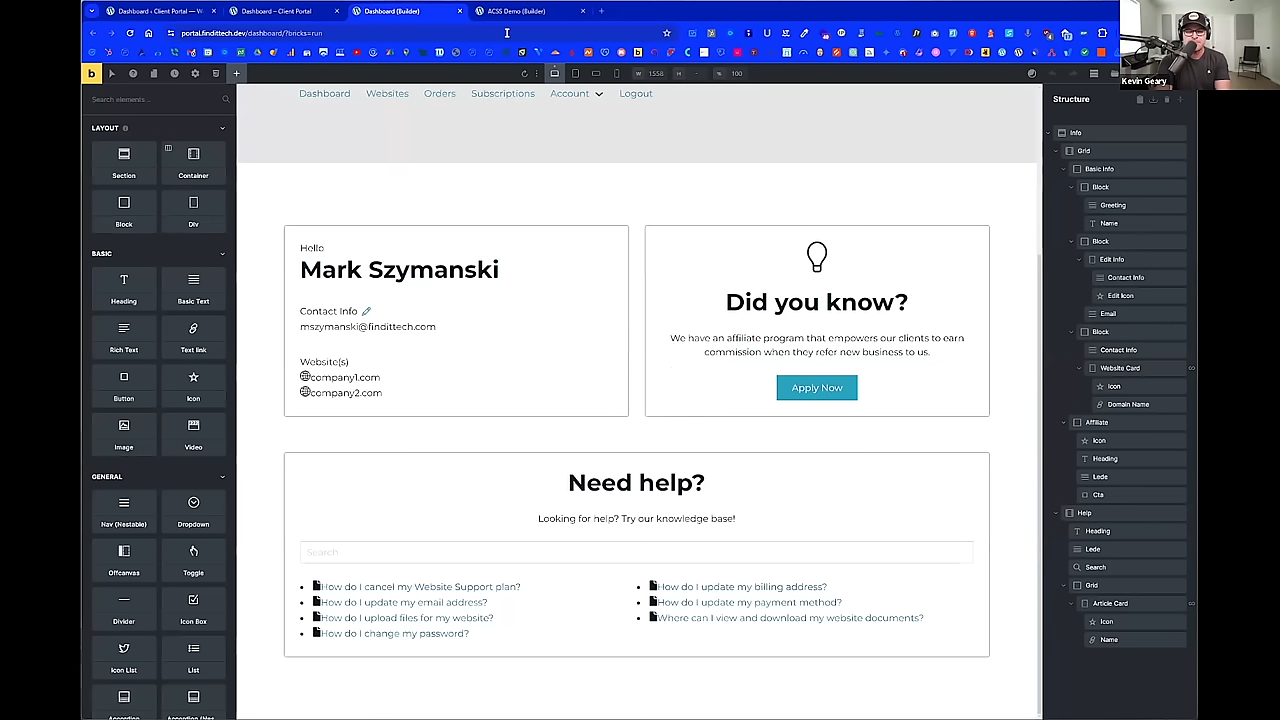 Dashboard ‹ Client Portal — W
Dashboard – Client Portal
Dashboard (Builder)
ACSS Demo (Builder)
portal.findittech.dev/dashboard/?bricks=run
Kevin Geary
b
W 1558 H - % 100
Search elements ...
Dashboard
Websites
Orders
Subscriptions
Account
Logout
LAYOUT
Section
Container
Block
Div
BASIC
Heading
Basic Text
Rich Text
Text link
Button
Icon
Image
Video
GENERAL
Nav (Nestable)
Dropdown
Offcanvas
Toggle
Divider
Icon Box
Icon List
List
Hello
Mark Szymanski
Contact Info
mszymanski@findittech.com
Website(s)
company1.com
company2.com
Did you know?
We have an affiliate program that empowers our clients to earn
commission when they refer new business to us.
Apply Now
Need help?
Looking for help? Try our knowledge base!
Search
How do I cancel my Website Support plan?
How do I update my email address?
How do I upload files for my website?
How do I change my password?
How do I update my billing address?
How do I update my payment method?
Where can I view and download my website documents?
Structure
Info
Grid
Basic Info
Block
Greeting
Name
Block
Edit Info
Contact Info
Edit Icon
Email
Block
Contact Info
Website Card
Icon
Domain Name
Affiliate
Icon
Heading
Lede
Cta
Help
Heading
Lede
Search
Grid
Article Card
Icon
Name